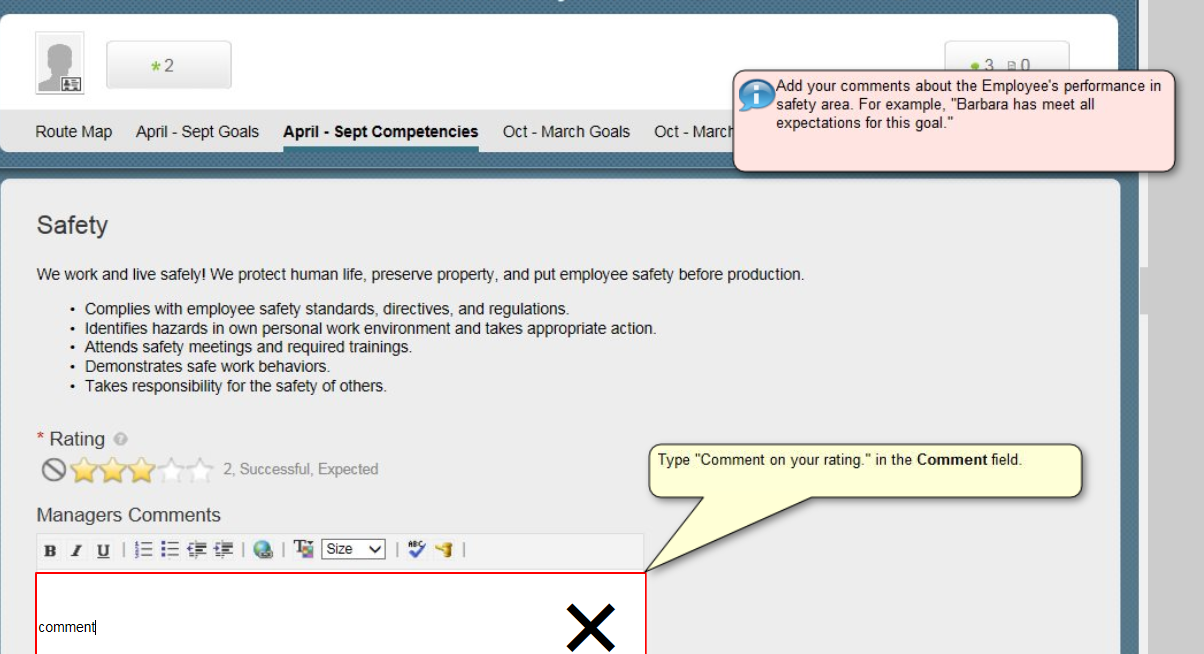 2
3 0
Add your comments about the Employee's performance in
safety area. For example, "Barbara has meet all
expectations for this goal."
Route Map April - Sept Goals April - Sept Competencies Oct - March Goals Oct - March
Safety
We work and live safely! We protect human life, preserve property, and put employee safety before production.
• Complies with employee safety standards, directives, and regulations.
• Identifies hazards in own personal work environment and takes appropriate action.
• Attends safety meetings and required trainings.
• Demonstrates safe work behaviors.
• Takes responsibility for the safety of others.
* Rating ?
2, Successful, Expected
Type "Comment on your rating." in the Comment field.
Managers Comments
B I U Size ABC
comment